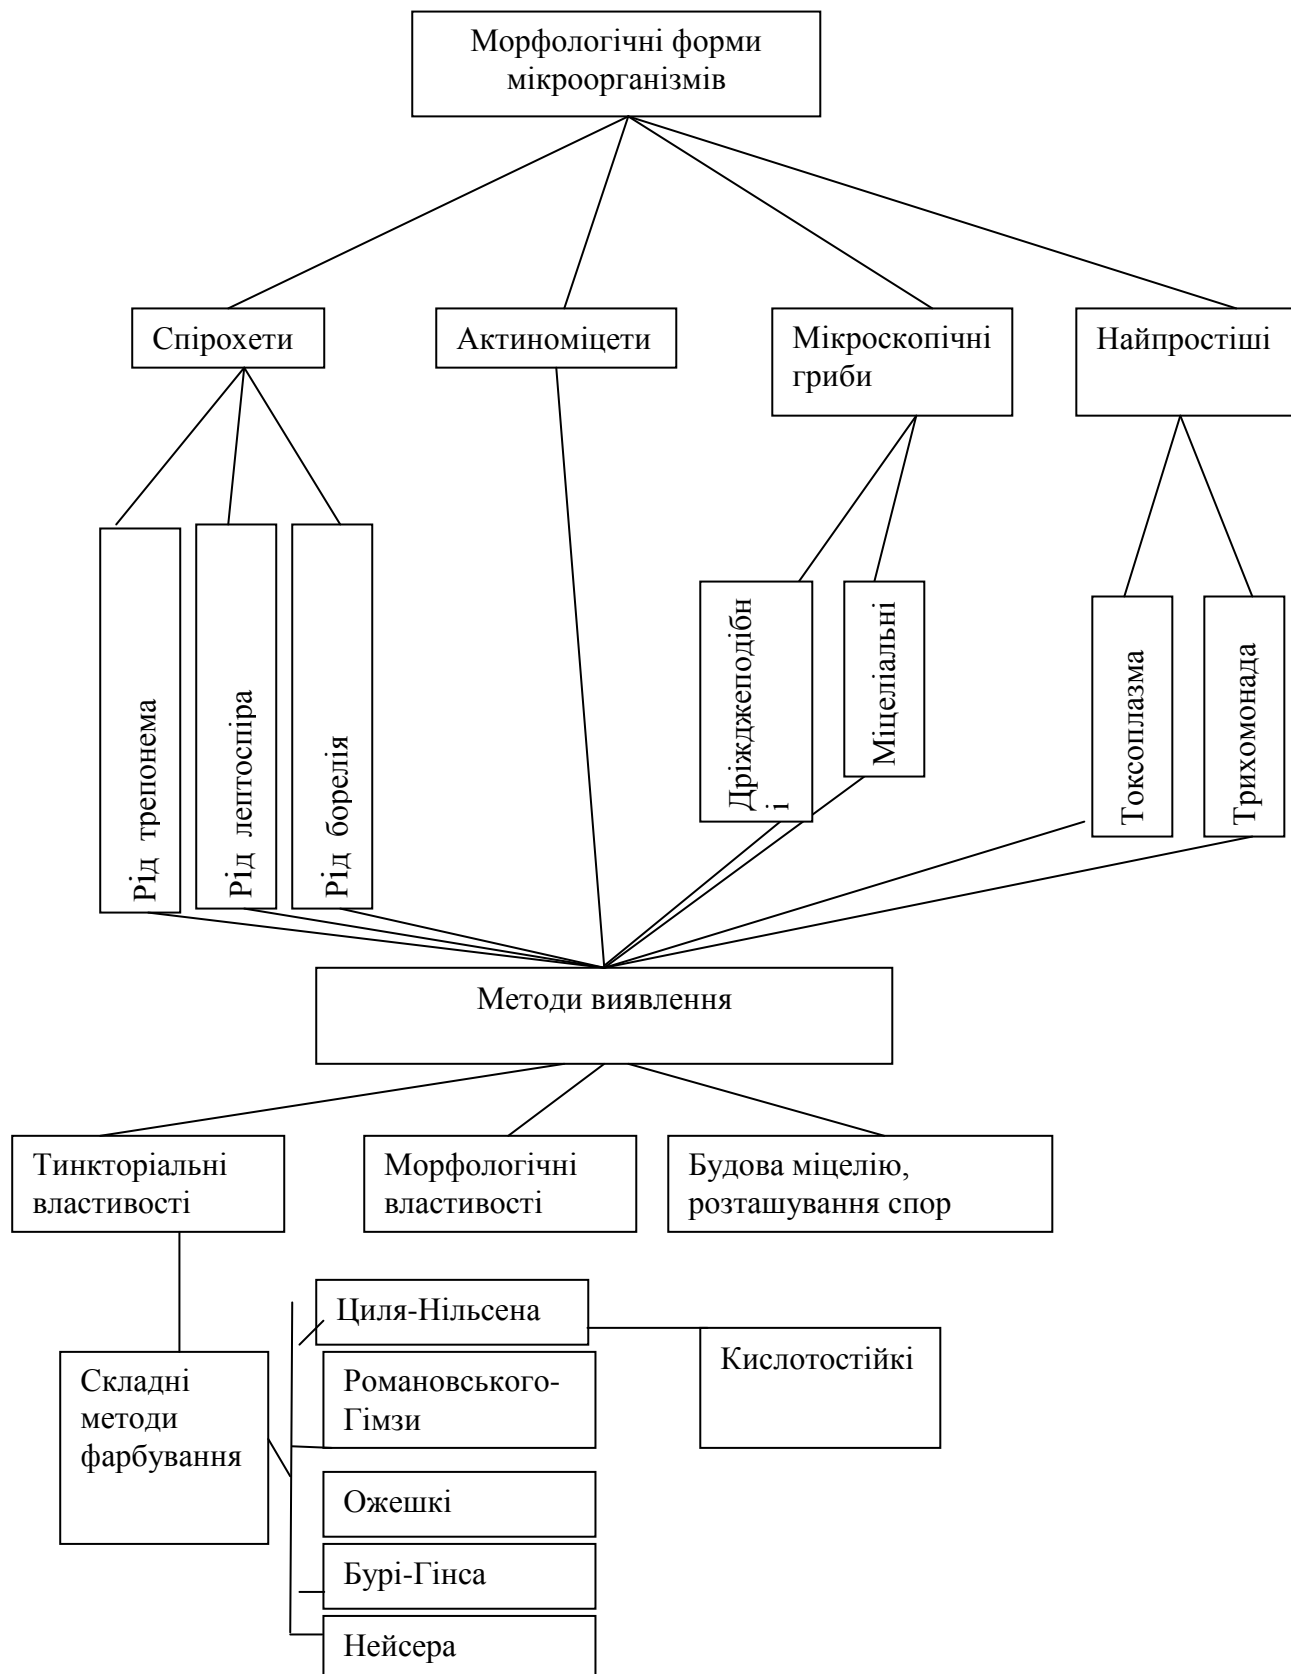 Морфологічні форми
мікроорганізмів
Спірохети
Актиноміцети
Мікроскопічні
гриби
Найпростіші
Рід трепонема
Рід лептоспіра
Рід борелія
Дріжджеподібн
і
Міцеліальні
Токсоплазма
Трихомонада
Методи виявлення
Тинкторіальні
властивості
Морфологічні
властивості
Будова міцелію,
розташування спор
Складні
методи
фарбування
Циля-Нільсена
Романовського-
Гімзи
Ожешкі
Бурі-Гінса
Нейсера
Кислотостійкі